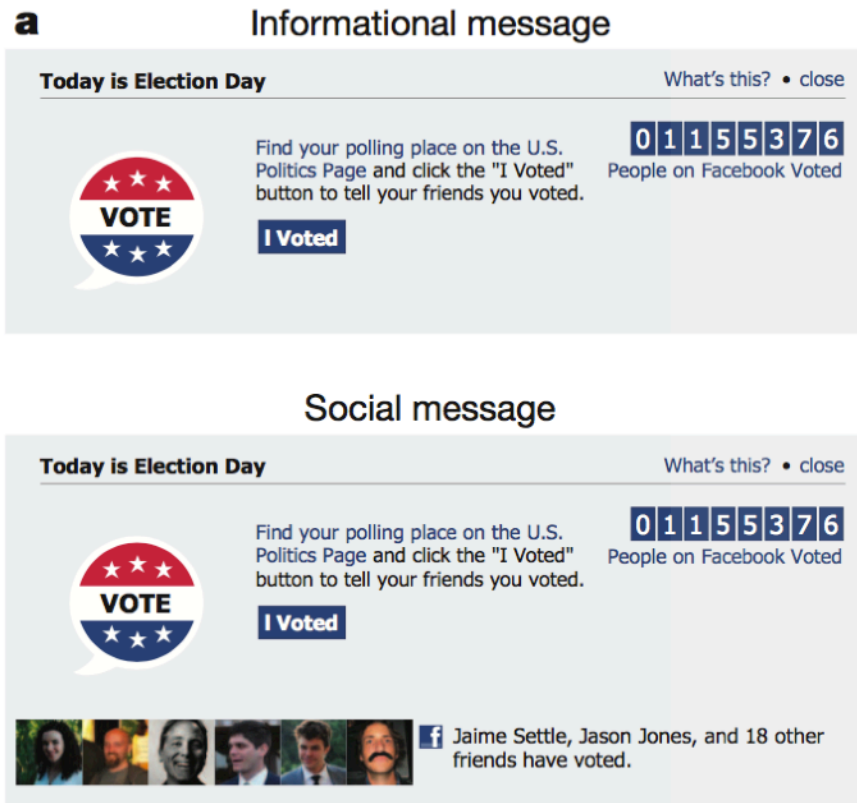 a
Informational message
Today is Election Day
What's this? • close
Find your polling place on the U.S.
Politics Page and click the "I Voted"
button to tell your friends you voted.
I Voted
01155376
People on Facebook Voted
VOTE
Social message
Today is Election Day
What's this? • close
Find your polling place on the U.S.
Politics Page and click the "I Voted"
button to tell your friends you voted.
I Voted
01155376
People on Facebook Voted
VOTE
f
Jaime Settle, Jason Jones, and 18 other
friends have voted.